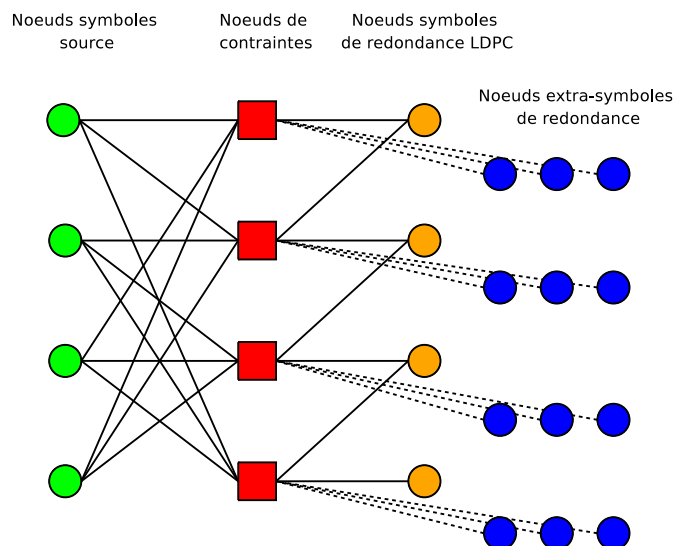 Noeuds symboles
source
Noeuds de
contraintes
Noeuds symboles
de redondance LDPC
Noeuds extra-symboles
de redondance